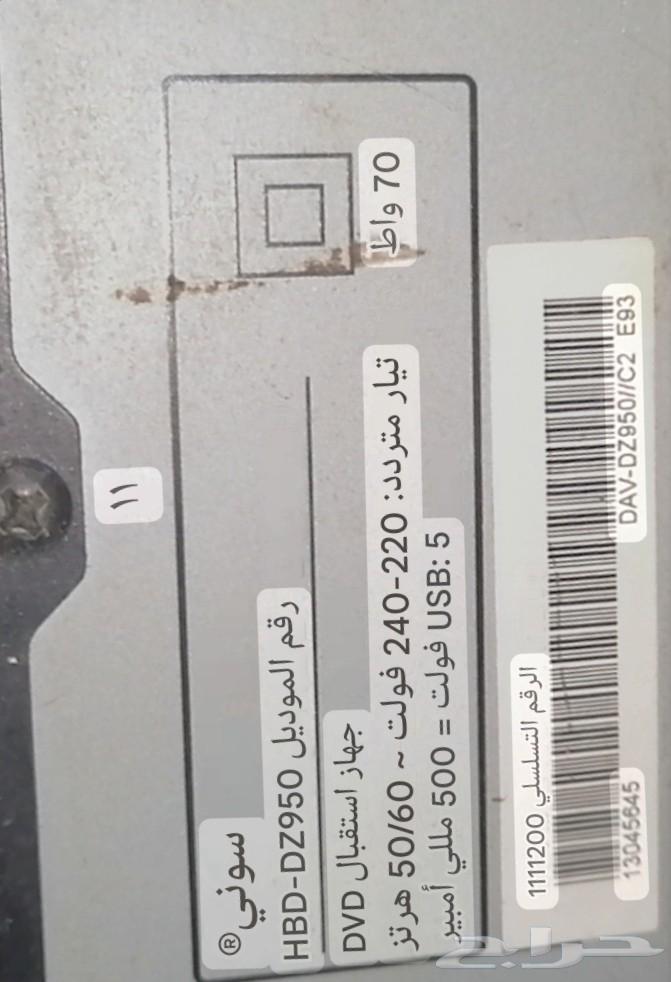 سوني®
رقم الموديل HBD-DZ950
جهاز استقبال DVD
تيار متردد: 220-240 فولت ~ 50/60 هرتز
70 واط
USB: 5 فولت = 500 مللي أمبير
11
الرقم التسلسلي 1111200
13045645
DAV-DZ950//C2 E93
حراج